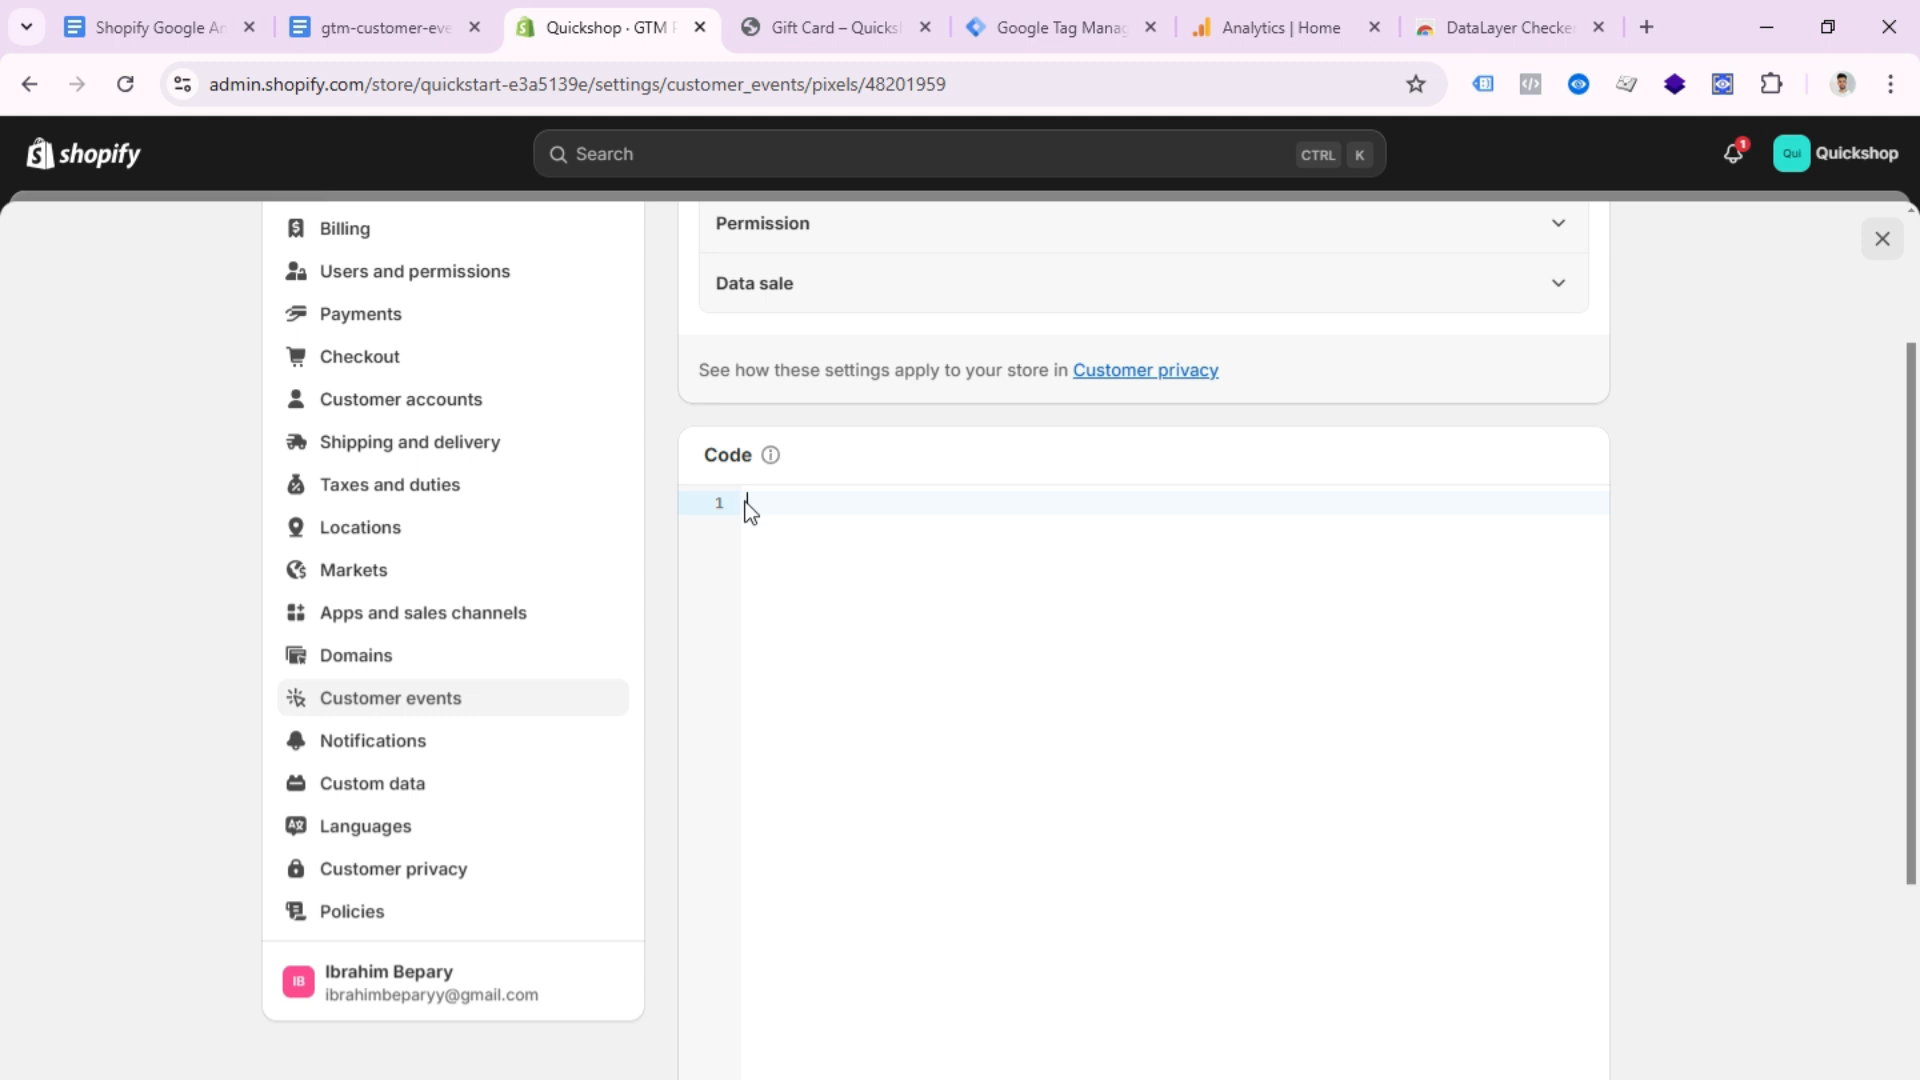 Shopify Google An
gtm-customer-eve
Quickshop · GTM P
Gift Card – Quicksh
Google Tag Manag
Analytics | Home
DataLayer Checke
admin.shopify.com/store/quickstart-e3a5139e/settings/customer_events/pixels/48201959
shopify
Search
CTRL K
1
Qui
Quickshop
Billing
Users and permissions
Payments
Checkout
Customer accounts
Shipping and delivery
Taxes and duties
Locations
Markets
Apps and sales channels
Domains
Customer events
Notifications
Custom data
Languages
Customer privacy
Policies
IB
Ibrahim Bepary
ibrahimbeparyy@gmail.com
Permission
Data sale
See how these settings apply to your store in Customer privacy
Code
1